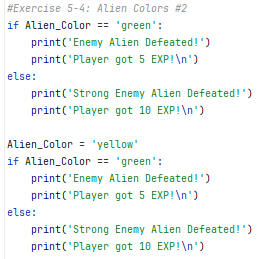 #Exercise 5-4: Alien Colors #2
if Alien_Color == 'green':
    print('Enemy Alien Defeated!')
    print('Player got 5 EXP!\n')
else:
    print('Strong Enemy Alien Defeated!')
    print('Player got 10 EXP!\n')

Alien_Color = 'yellow'
if Alien_Color == 'green':
    print('Enemy Alien Defeated!')
    print('Player got 5 EXP!\n')
else:
    print('Strong Enemy Alien Defeated!')
    print('Player got 10 EXP!\n')